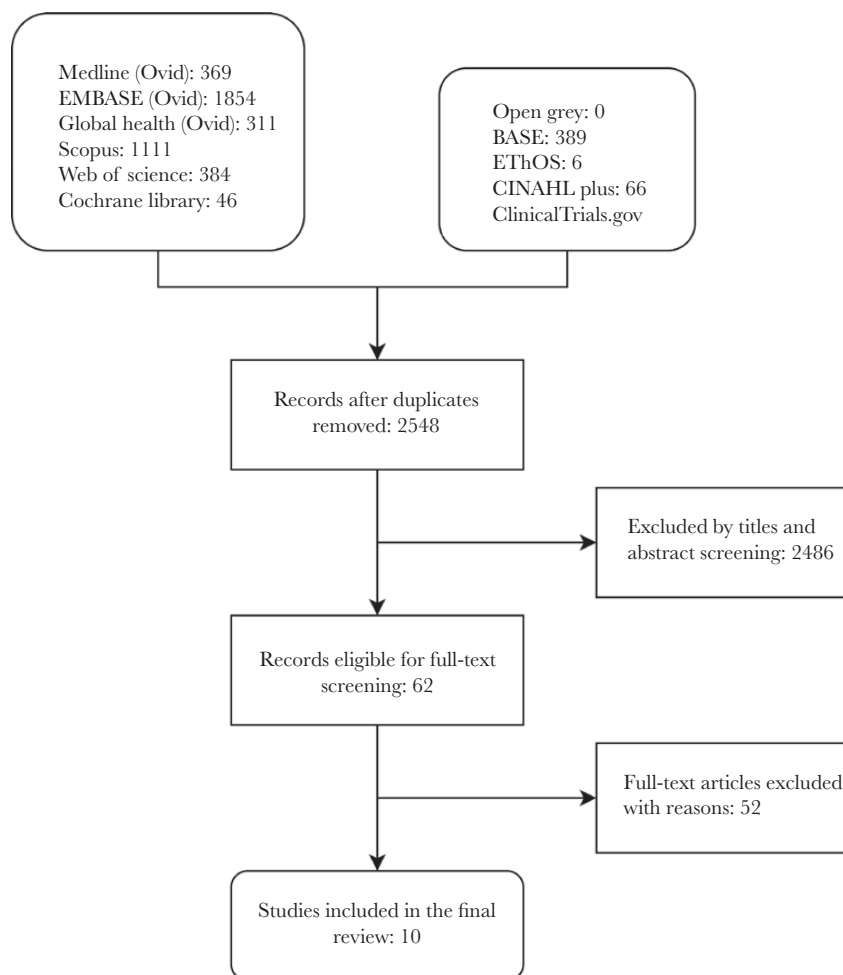 Medline (Ovid): 369
EMBASE (Ovid): 1854
Global health (Ovid): 311
Scopus: 1111
Web of science: 384
Cochrane library: 46
Open grey: 0
BASE: 389
EThOS: 6
CINAHL plus: 66
ClinicalTrials.gov
Records after duplicates
removed: 2548
Excluded by titles and
abstract screening: 2486
Records eligible for full-text
screening: 62
Full-text articles excluded
with reasons: 52
Studies included in the final
review: 10